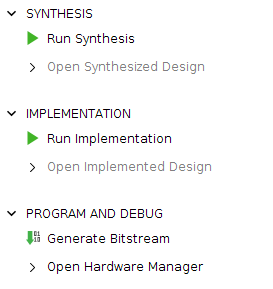 SYNTHESIS
Run Synthesis
Open Synthesized Design
IMPLEMENTATION
Run Implementation
Open Implemented Design
PROGRAM AND DEBUG
Generate Bitstream
Open Hardware Manager